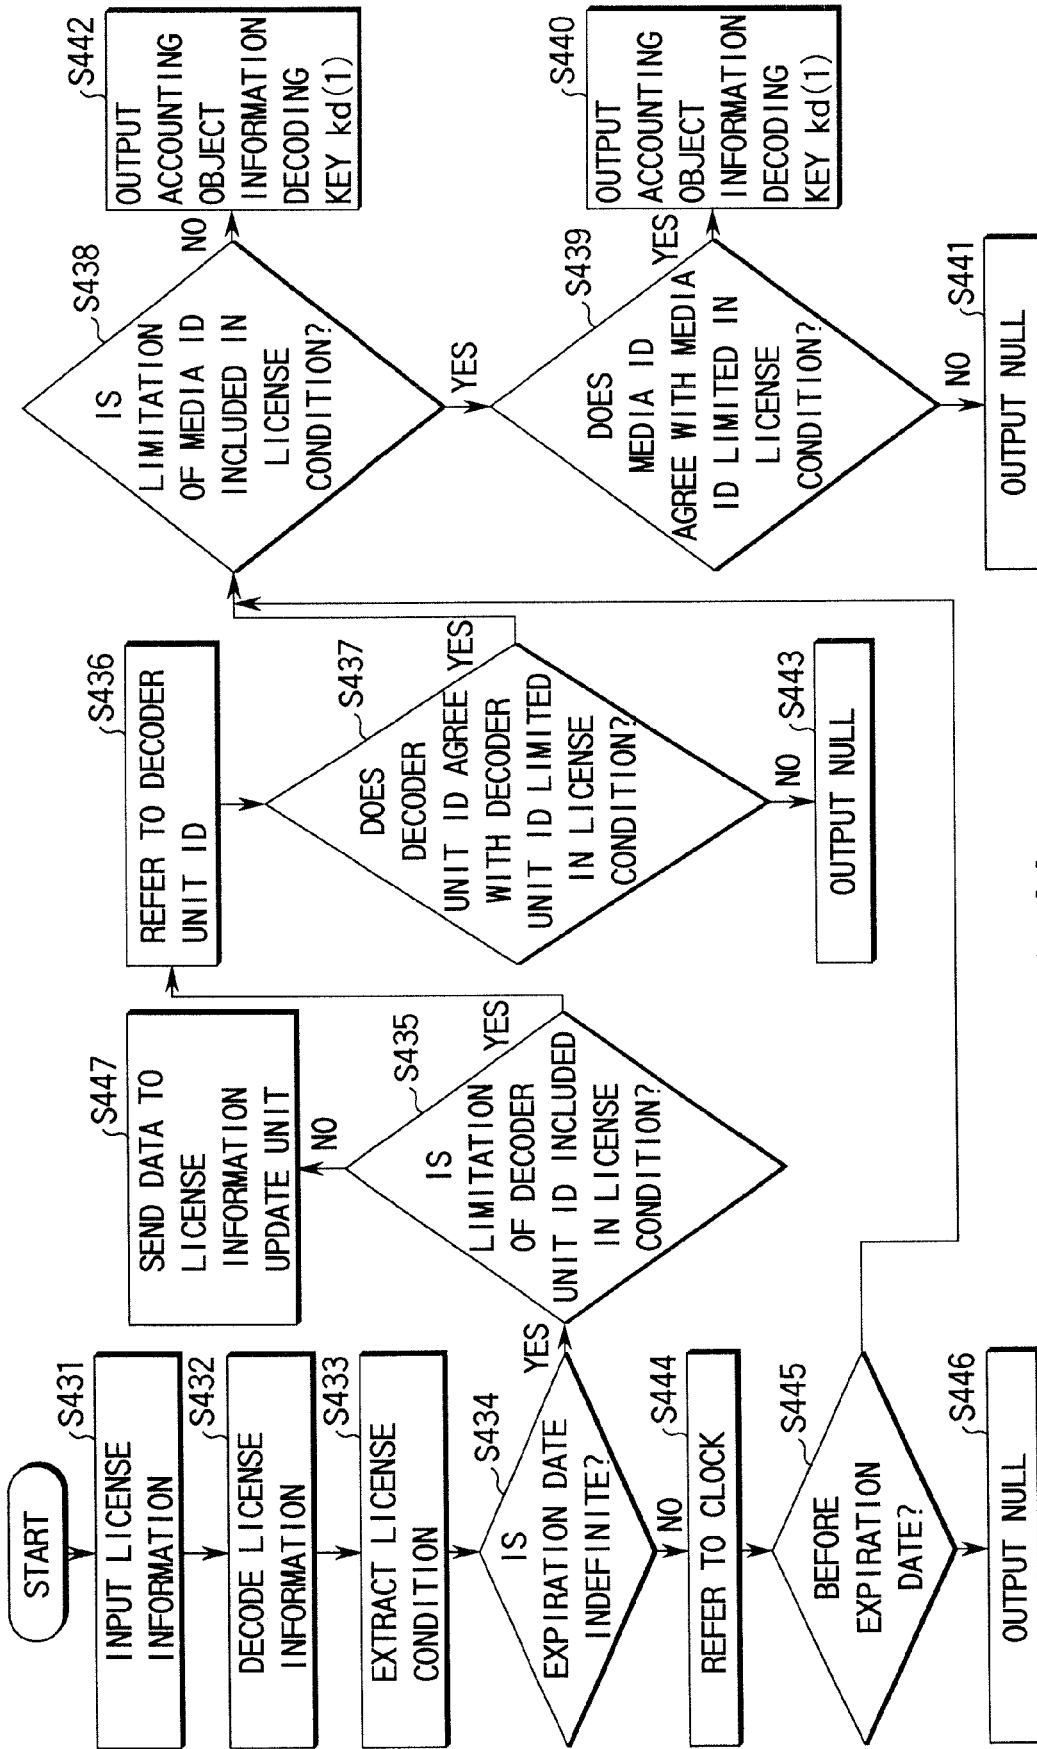 START
S431
INPUT LICENSE
INFORMATION
S432
DECODE LICENSE
INFORMATION
S433
EXTRACT LICENSE
CONDITION
S434
IS
EXPIRATION DATE
INDEFINITE?
YES
NO
S444
REFER TO CLOCK
S445
BEFORE
EXPIRATION
DATE?
S446
OUTPUT NULL
S447
SEND DATA TO
LICENSE
INFORMATION
UPDATE UNIT
NO
S435
YES
IS
LIMITATION
OF DECODER
UNIT ID INCLUDED
IN LICENSE
CONDITION?
S436
REFER TO DECODER
UNIT ID
S437
YES
DOES
DECODER
UNIT ID AGREE
WITH DECODER
UNIT ID LIMITED
IN LICENSE
CONDITION?
NO
S443
OUTPUT NULL
S438
IS
LIMITATION
OF MEDIA ID
INCLUDED IN
LICENSE
CONDITION?
NO
YES
S442
OUTPUT
ACCOUNTING
OBJECT
INFORMATION
DECODING
KEY kd(1)
S439
DOES
MEDIA ID
AGREE WITH MEDIA
ID LIMITED IN
LICENSE
CONDITION?
YES
NO
S440
OUTPUT
ACCOUNTING
OBJECT
INFORMATION
DECODING
KEY kd(1)
S441
OUTPUT NULL